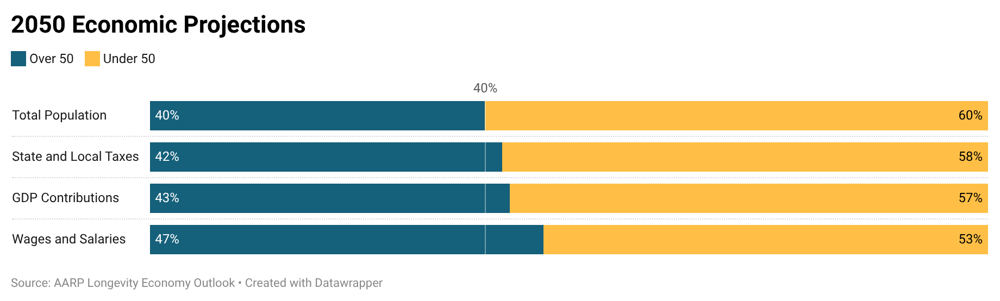 2050 Economic Projections
Over 50 Under 50
40%
Total Population 40% 60%
State and Local Taxes 42% 58%
GDP Contributions 43% 57%
Wages and Salaries 47% 53%
Source: AARP Longevity Economy Outlook • Created with Datawrapper